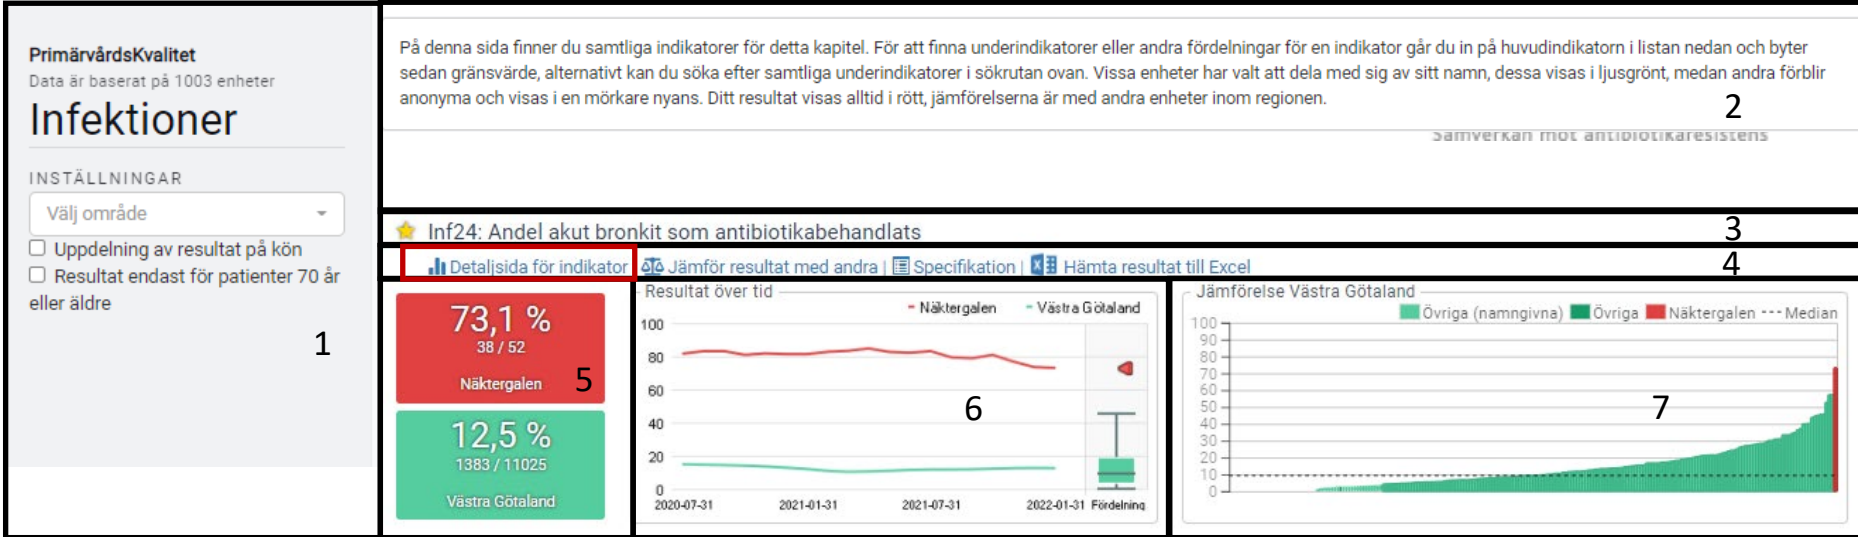 PrimärvårdsKvalitet
Data är baserat på 1003 enheter
Infektioner
INSTÄLLNINGAR
Välj område
Uppdelning av resultat på kön
Resultat endast för patienter 70 år
eller äldre
1
På denna sida finner du samtliga indikatorer för detta kapitel. För att finna underindikatorer eller andra fördelningar för en indikator går du in på huvudindikatorn i listan nedan och byter
sedan gränsvärde, alternativt kan du söka efter samtliga underindikatorer i sökrutan ovan. Vissa enheter har valt att dela med sig av sitt namn, dessa visas i ljusgrönt, medan andra förblir
anonyma och visas i en mörkare nyans. Ditt resultat visas alltid i rött, jämförelserna är med andra enheter inom regionen.
2
Samverkan mot antibiotikaresistens
Inf24: Andel akut bronkit som antibiotikabehandlats
3
Detaljsida för indikator | Jämför resultat med andra | Specifikation | Hämta resultat till Excel
4
73,1 %
38 / 52
Näktergalen
5
12,5 %
1383 / 11025
Västra Götaland
Resultat över tid
Näktergalen Västra Götaland
100
80
60
40
20
0
2020-07-31 2021-01-31 2021-07-31 2022-01-31 Fördelning
6
Jämförelse Västra Götaland
Övriga (namngivna) Övriga Näktergalen Median
100
90
80
70
60
50
40
30
20
10
0
7